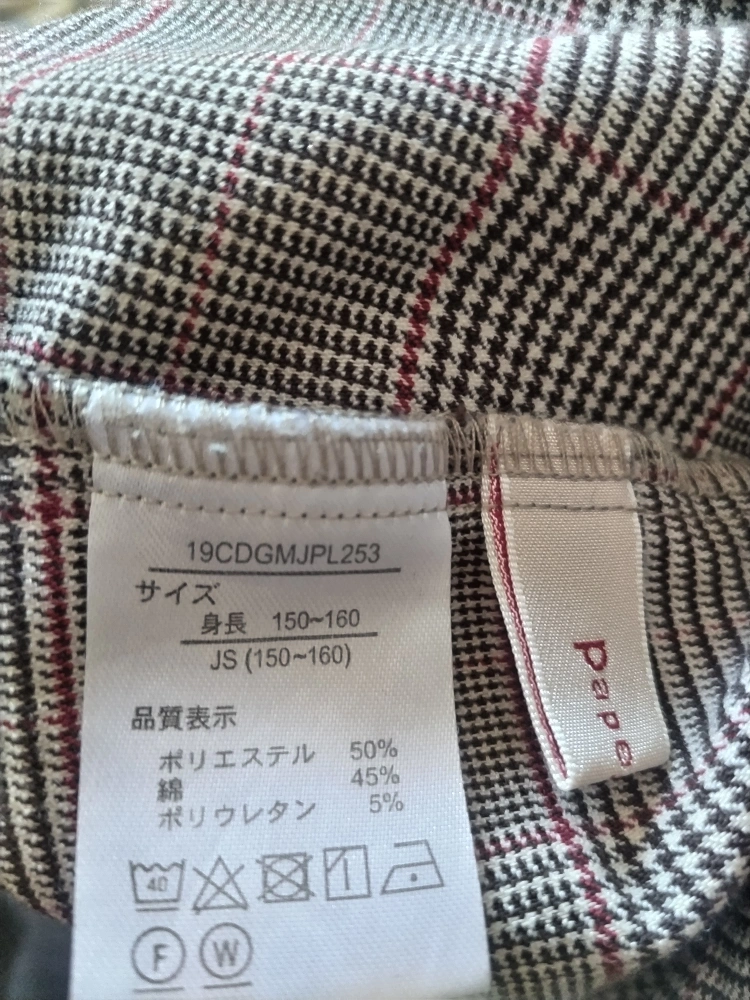 19CDGMJPL253
サイズ
身長 150~160
JS (150~160)
品質表示
ポリエステル 50%
綿 45%
ポリウレタン 5%
40
F W
Pape